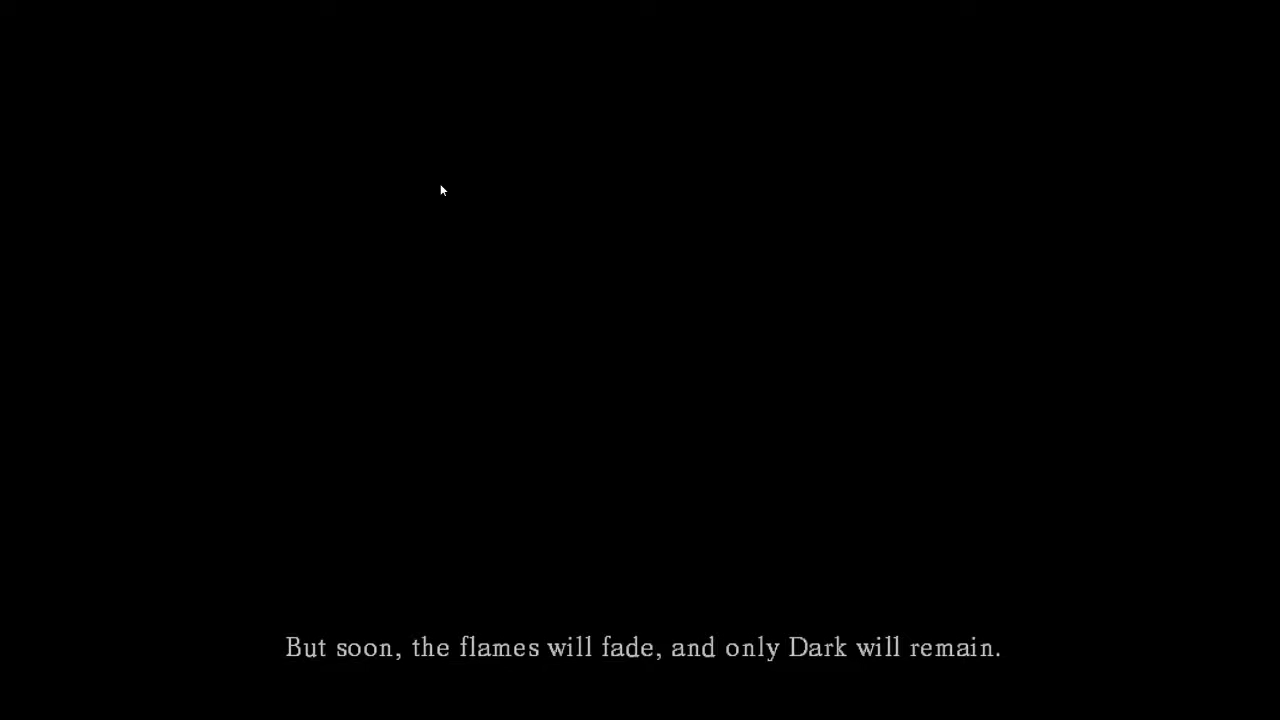 But soon, the flames will fade, and only Dark will remain.